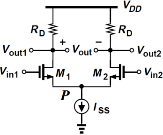 VDD
RD RD
Vout1 + Vout − Vout2
Vin1 M1 M2 Vin2
P
ISS